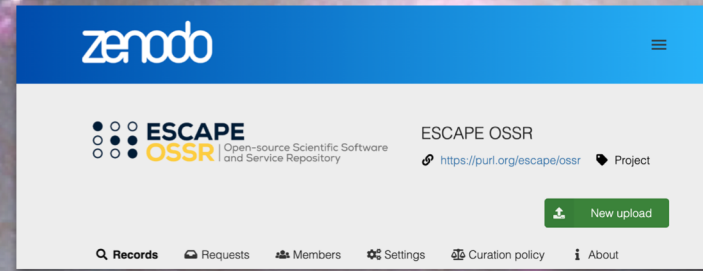 zenodo
ESCAPE
OSSR Open-source Scientific Software
and Service Repository
ESCAPE OSSR
https://purl.org/escape/ossr Project
New upload
Records Requests Members Settings Curation policy About